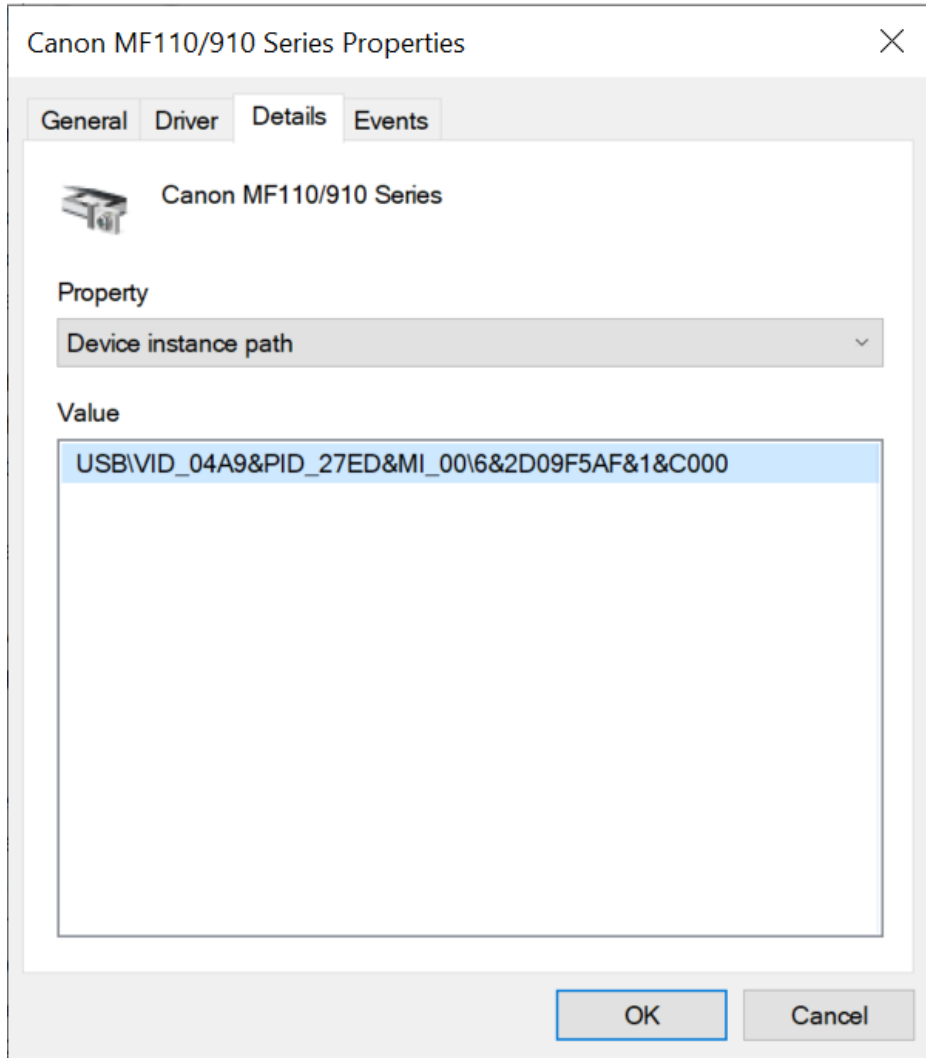 Canon MF110/910 Series Properties
General Driver Details Events
Canon MF110/910 Series
Property
Device instance path
Value
USB\VID_04A9&PID_27ED&MI_00\6&2D09F5AF&1&C000
OK Cancel